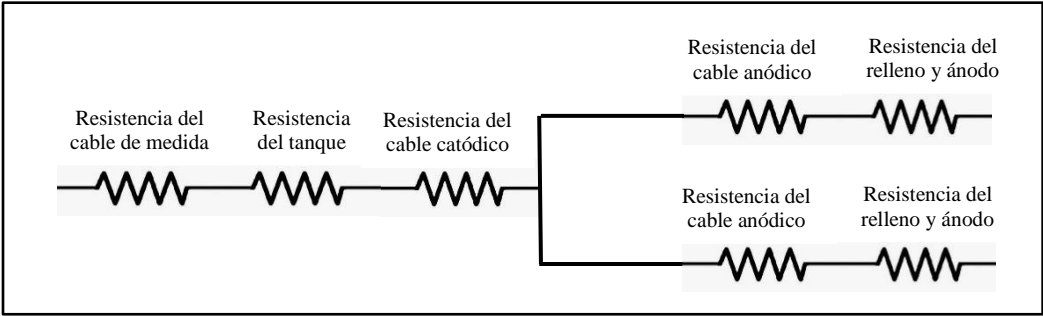 Resistencia del
cable anódico
Resistencia del
relleno y ánodo
Resistencia del
cable de medida
Resistencia
del tanque
Resistencia del
cable catódico
Resistencia del
cable anódico
Resistencia del
relleno y ánodo